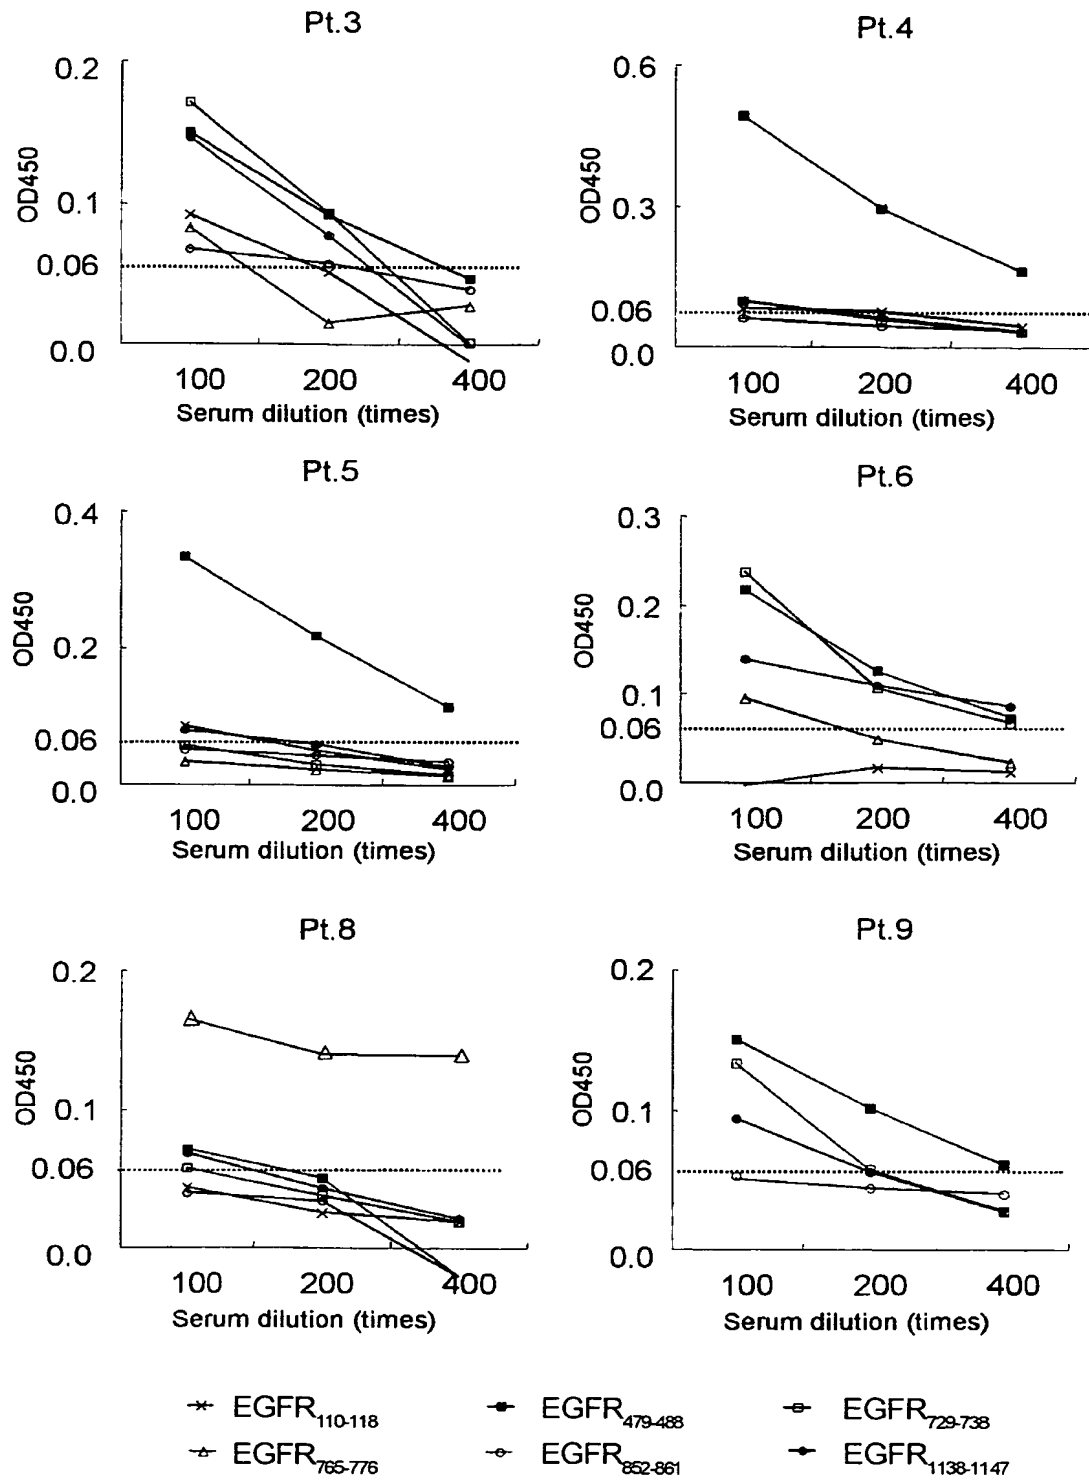 Pt.3
0.2
OD450
0.1
0.06
0.0
100 200 400
Serum dilution (times)
Pt.4
0.6
OD450
0.3
0.06
0.0
100 200 400
Serum dilution (times)
Pt.5
0.4
OD450
0.2
0.06
0.0
100 200 400
Serum dilution (times)
Pt.6
0.3
OD450
0.2
0.1
0.06
0.0
100 200 400
Serum dilution (times)
Pt.8
0.2
OD450
0.1
0.06
0.0
100 200 400
Serum dilution (times)
Pt.9
0.2
OD450
0.1
0.06
0.0
100 200 400
Serum dilution (times)
EGFR110-118 EGFR479-488 EGFR729-738
EGFR765-776 EGFR852-861 EGFR1138-1147